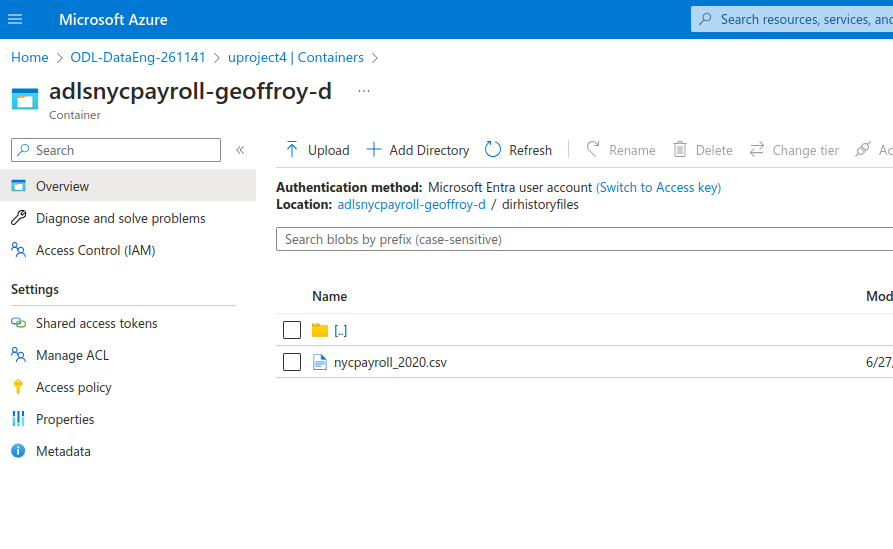 Microsoft Azure
Search resources, services, and
Home > ODL-DataEng-261141 > uproject4 | Containers >
adlsnycpayroll-geoffroy-d ...
Container
Search
«
Upload
Add Directory
Refresh
Rename
Delete
Change tier
Ac
Overview
Diagnose and solve problems
Access Control (IAM)
Settings
Shared access tokens
Manage ACL
Access policy
Properties
Metadata
Authentication method: Microsoft Entra user account (Switch to Access key)
Location: adlsnycpayroll-geoffroy-d / dirhistoryfiles
Search blobs by prefix (case-sensitive)
Name
Mod
[..]
nycpayroll_2020.csv
6/27,